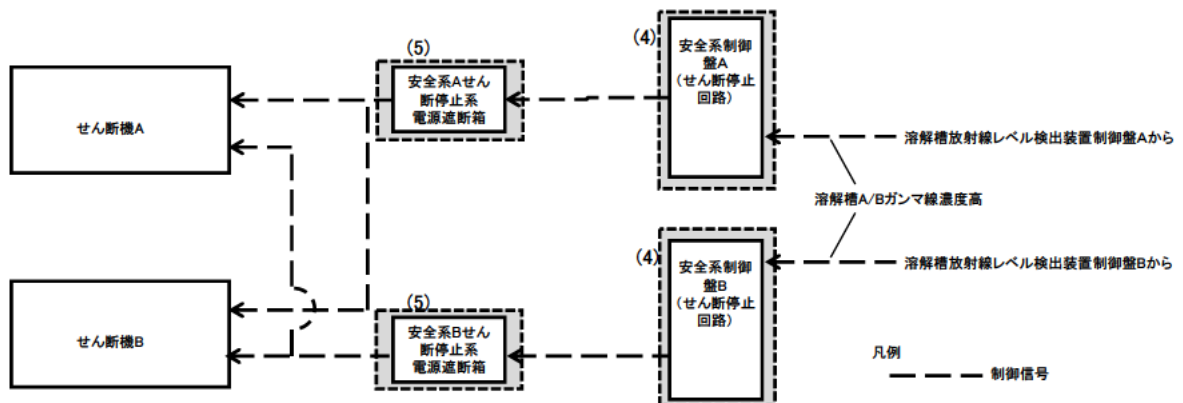 (5)
(4)
せん断機A
安全系Aせん
断停止系
電源遮断箱
安全系制御
盤A
(せん断停止
回路)
溶解槽放射線レベル検出装置制御盤Aから
溶解槽A/Bガンマ線濃度高
(4)
溶解槽放射線レベル検出装置制御盤Bから
(5)
せん断機B
安全系Bせん
断停止系
電源遮断箱
安全系制御
盤B
(せん断停止
回路)
凡例
制御信号